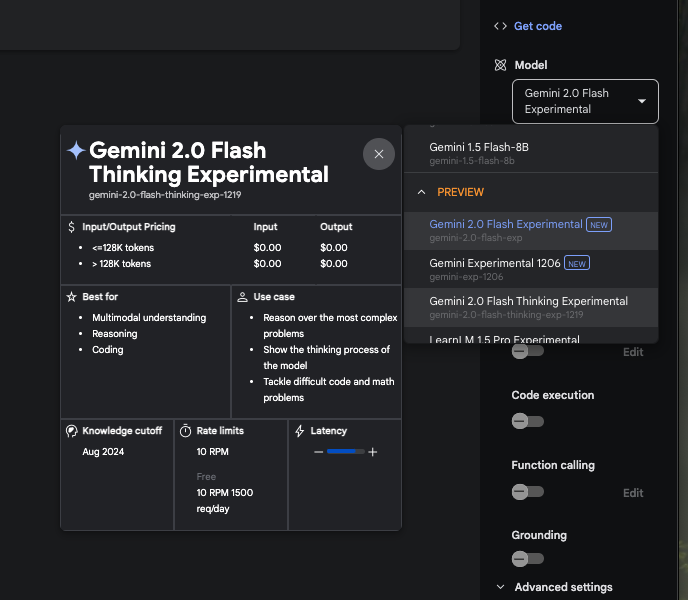 Get code
Model
Gemini 2.0 Flash
Experimental
Gemini 1.5 Flash-8B
gemini-1.5-flash-8b
PREVIEW
Gemini 2.0 Flash Experimental NEW
gemini-2.0-flash-exp
Gemini Experimental 1206 NEW
gemini-exp-1206
Gemini 2.0 Flash Thinking Experimental
gemini-2.0-flash-thinking-exp-1219
LearnLM 1.5 Pro Experimental
Edit
Code execution
Function calling
Edit
Grounding
Advanced settings
Gemini 2.0 Flash
Thinking Experimental
gemini-2.0-flash-thinking-exp-1219
Input/Output Pricing Input Output
<=128K tokens $0.00 $0.00
> 128K tokens $0.00 $0.00
Best for
Multimodal understanding
Reasoning
Coding
Use case
Reason over the most complex
problems
Show the thinking process of
the model
Tackle difficult code and math
problems
Knowledge cutoff
Aug 2024
Rate limits
10 RPM
Free
10 RPM 1500
req/day
Latency